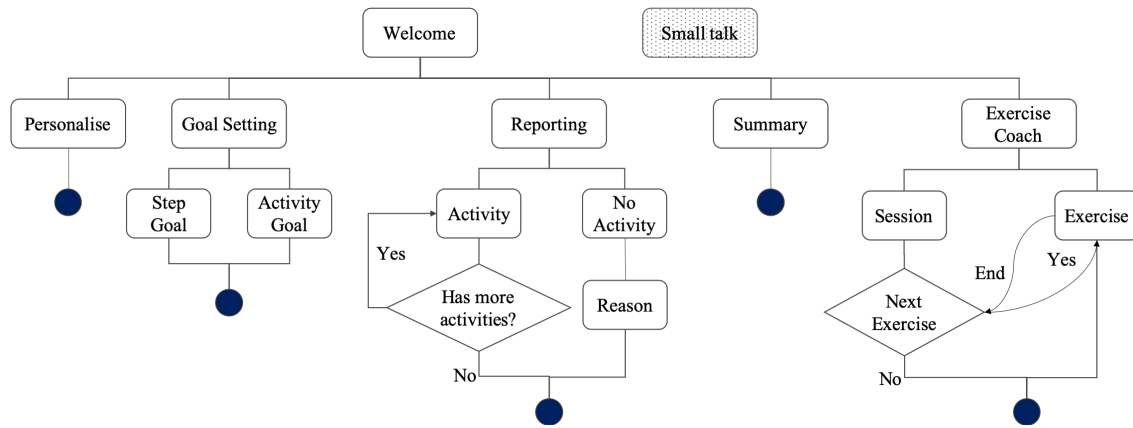 Welcome
Small talk
Personalise
Goal Setting
Reporting
Summary
Exercise
Coach
Step
Goal
Activity
Goal
Activity
No
Activity
Session
Exercise
Yes
Has more
activities?
Reason
End
Yes
Next
Exercise
No
No